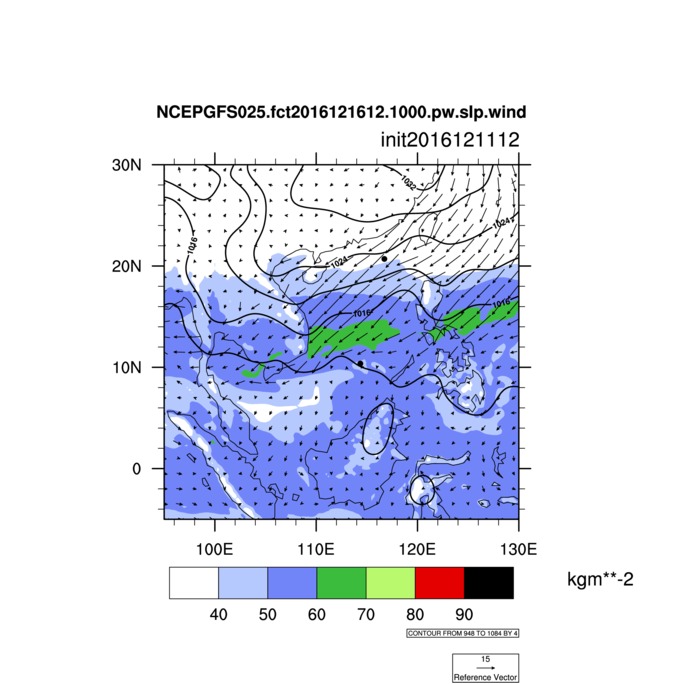 NCEPGFS025.fct2016121612.1000.pw.slp.wind
init2016121112
30N
1032
1024
1016
20N
1024
1016
1016
10N
0
100E
110E
120E
130E
kgm**-2
40
50
60
70
80
90
CONTOUR FROM 948 TO 1084 BY 4
15
Reference Vector